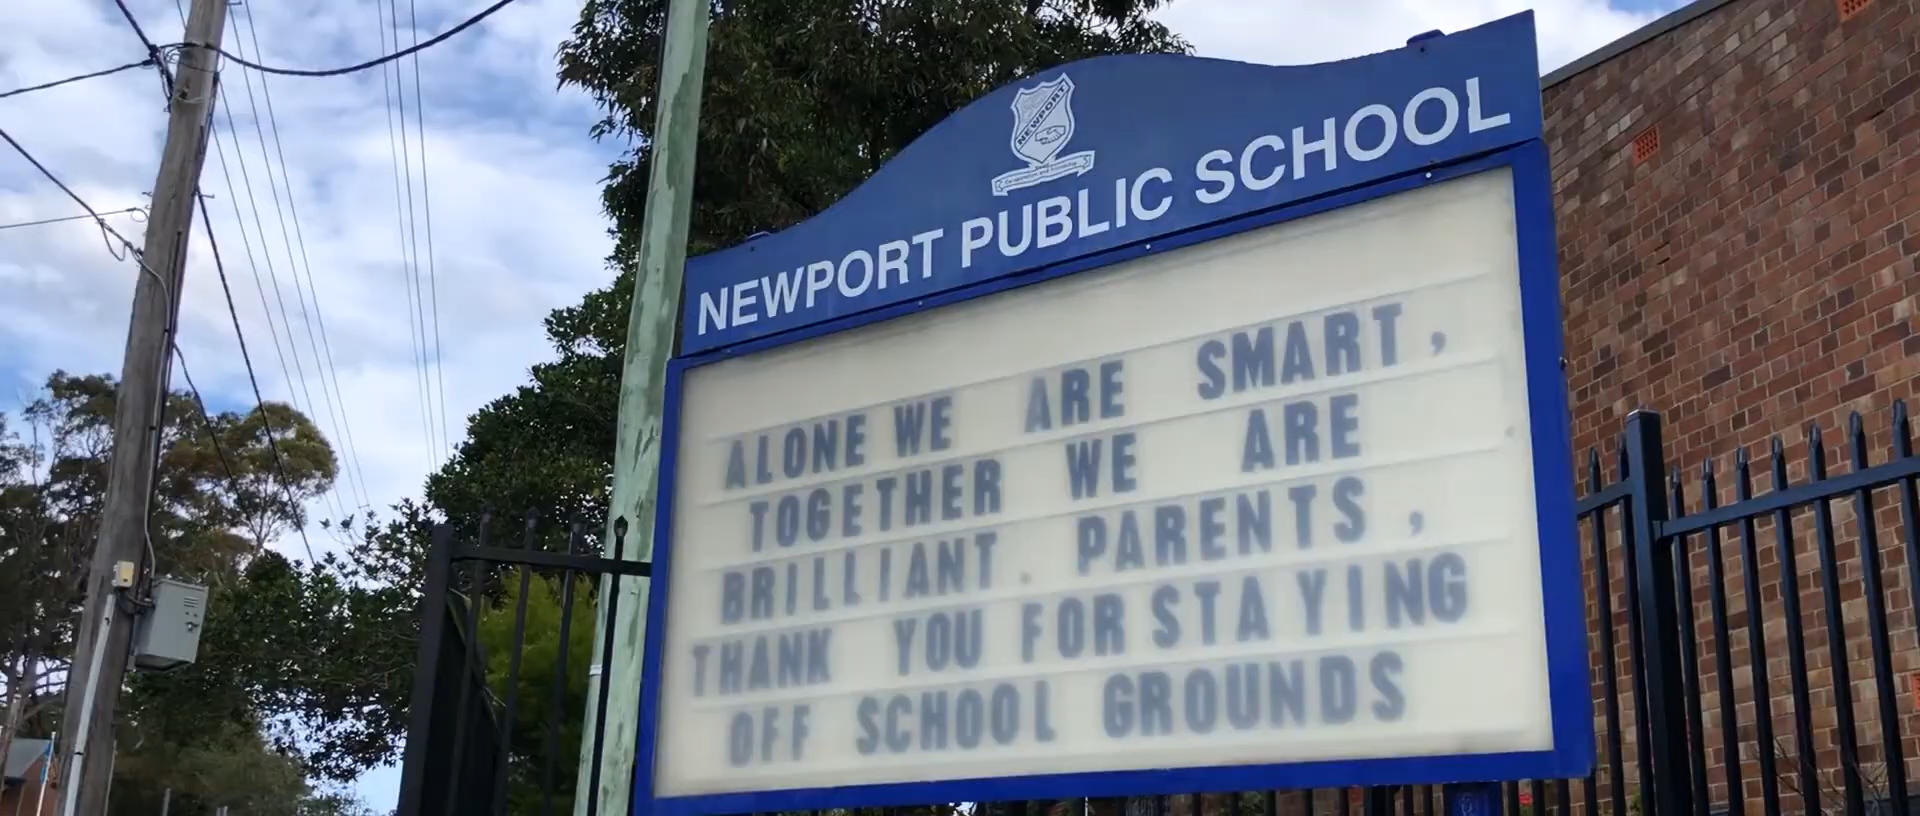 NEWPORT
NEWPORT PUBLIC SCHOOL
ALONE WE ARE SMART,
TOGETHER WE ARE
BRILLIANT. PARENTS,
THANK YOU FOR STAYING
OFF SCHOOL GROUNDS